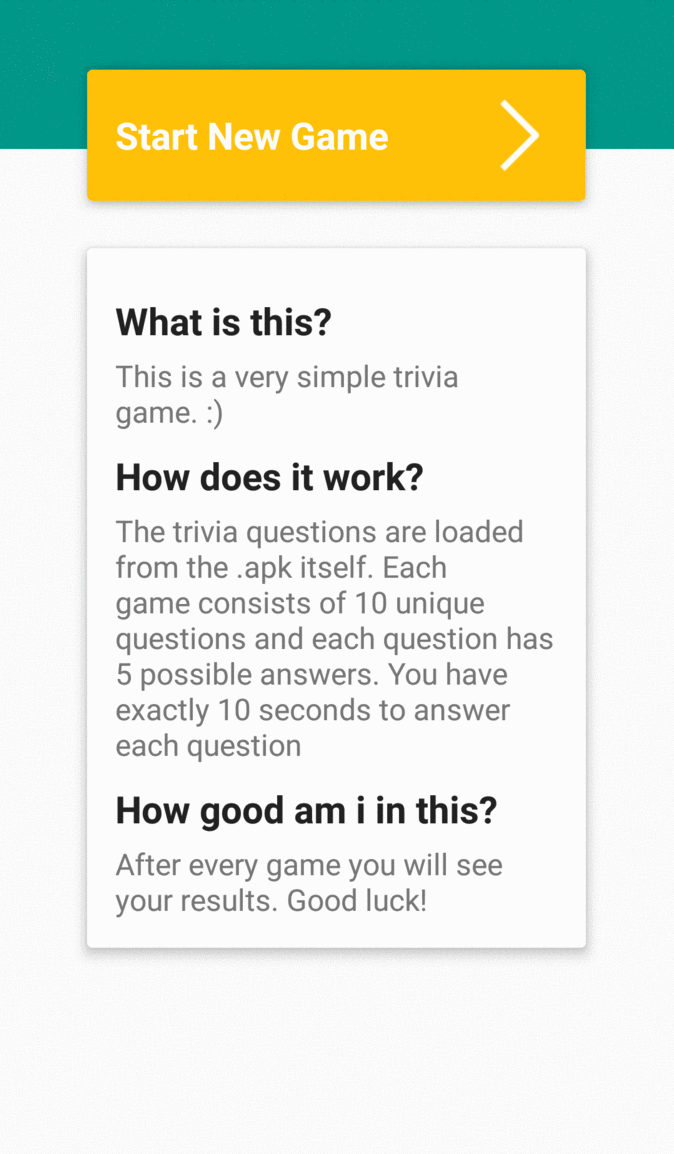 Start New Game
What is this?
This is a very simple trivia
game. :)
How does it work?
The trivia questions are loaded
from the .apk itself. Each
game consists of 10 unique
questions and each question has
5 possible answers. You have
exactly 10 seconds to answer
each question
How good am i in this?
After every game you will see
your results. Good luck!